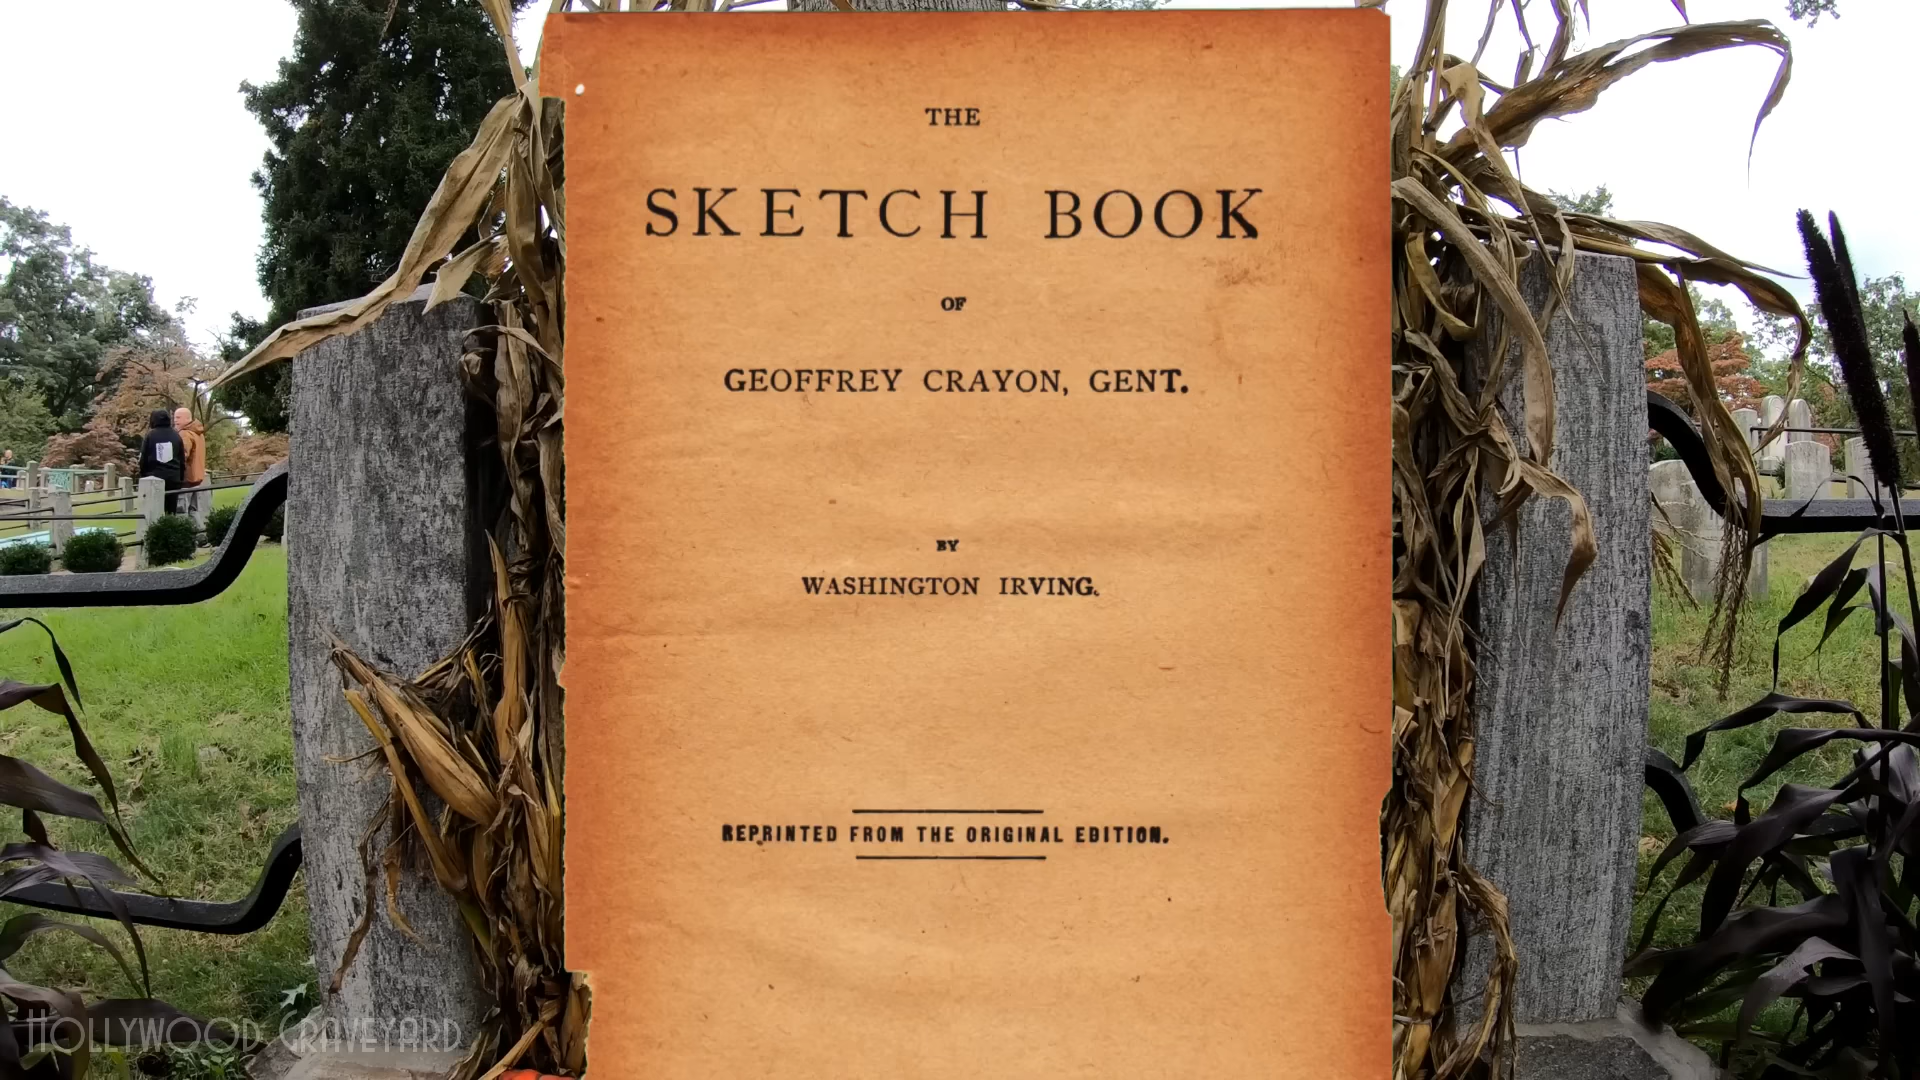 THE
SKETCH BOOK
OF
GEOFFREY CRAYON, GENT.
BY
WASHINGTON IRVING.
REPRINTED FROM THE ORIGINAL EDITION.
HOLLYWOOD GRAVEYARD